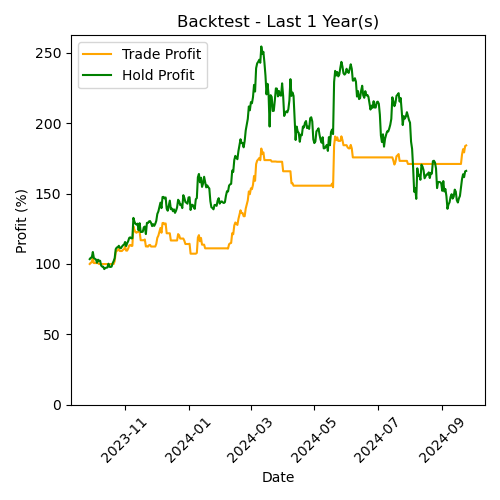 Backtest - Last 1 Year(s)
Trade Profit
Hold Profit
Profit (%)
250
200
150
100
50
0
2023-11
2024-01
2024-03
2024-05
2024-07
2024-09
Date